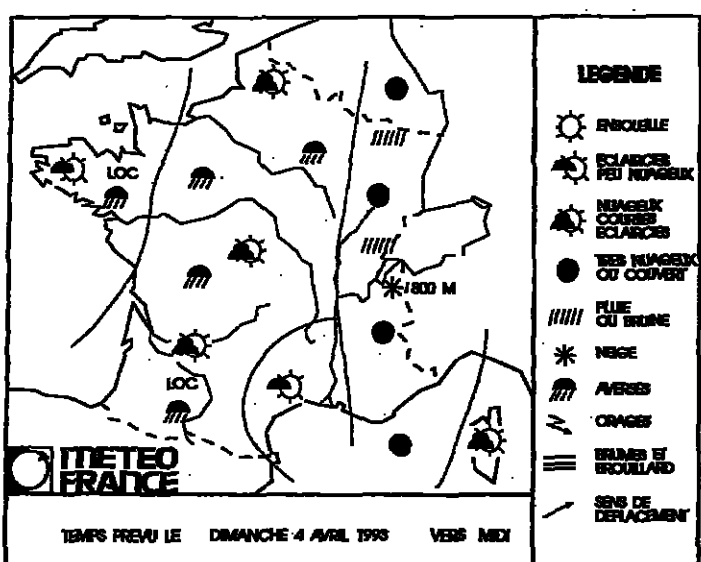 LOC
1800 M
LOC
METEO
FRANCE
TEMPS PREVU LE DIMANCHE 4 AVRIL 1993 VERS MIDI
LEGENDE
ENSOLEILLE
ECLAIRCIES
PEU NUAGEUX
NUAGEUX
COURTES
ECLAIRCIES
TRES NUAGEUX
OU COUVERT
PLUIE
OU BRUINE
NEIGE
AVERSES
ORAGES
BRUMES ET
BROUILLARD
SENS DE
DEPLACEMENT